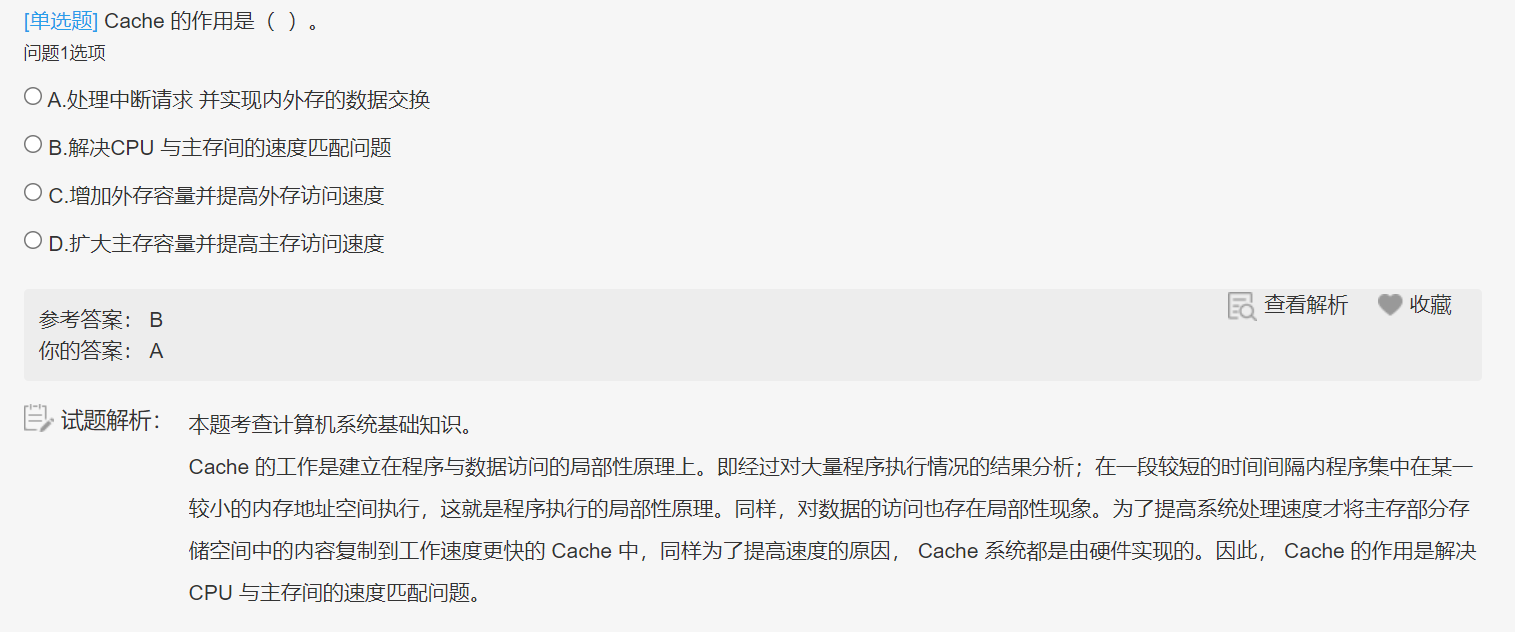 [单选题] Cache 的作用是（ ）。
问题1选项
A.处理中断请求 并实现内外存的数据交换
B.解决CPU 与主存间的速度匹配问题
C.增加外存容量并提高外存访问速度
D.扩大主存容量并提高主存访问速度
查看解析 收藏
参考答案： B
你的答案： A
试题解析： 本题考查计算机系统基础知识。
Cache 的工作是建立在程序与数据访问的局部性原理上。即经过对大量程序执行情况的结果分析；在一段较短的时间间隔内程序集中在某一
较小的内存地址空间执行，这就是程序执行的局部性原理。同样，对数据的访问也存在局部性现象。为了提高系统处理速度才将主存部分存
储空间中的内容复制到工作速度更快的 Cache 中，同样为了提高速度的原因， Cache 系统都是由硬件实现的。因此， Cache 的作用是解决
CPU 与主存间的速度匹配问题。